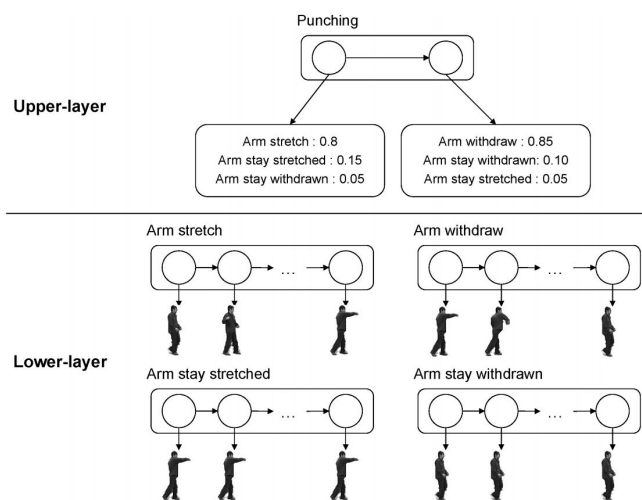 Punching
Upper-layer
Arm stretch : 0.8
Arm stay stretched : 0.15
Arm stay withdrawn : 0.05
Arm withdraw : 0.85
Arm stay withdrawn: 0.10
Arm stay stretched : 0.05
Arm stretch
...
Arm withdraw
...
Lower-layer
Arm stay stretched
...
Arm stay withdrawn
...